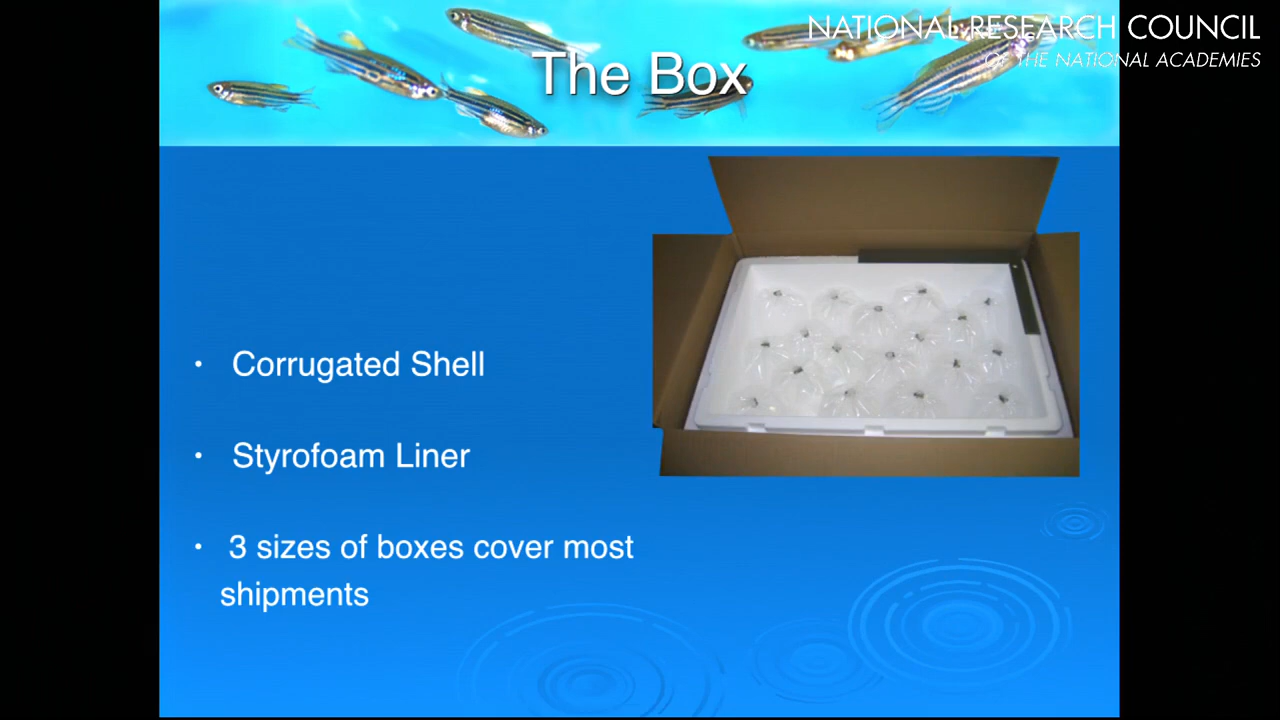 NATIONAL RESEARCH COUNCIL
OF THE NATIONAL ACADEMIES
The Box
• Corrugated Shell
• Styrofoam Liner
• 3 sizes of boxes cover most
shipments